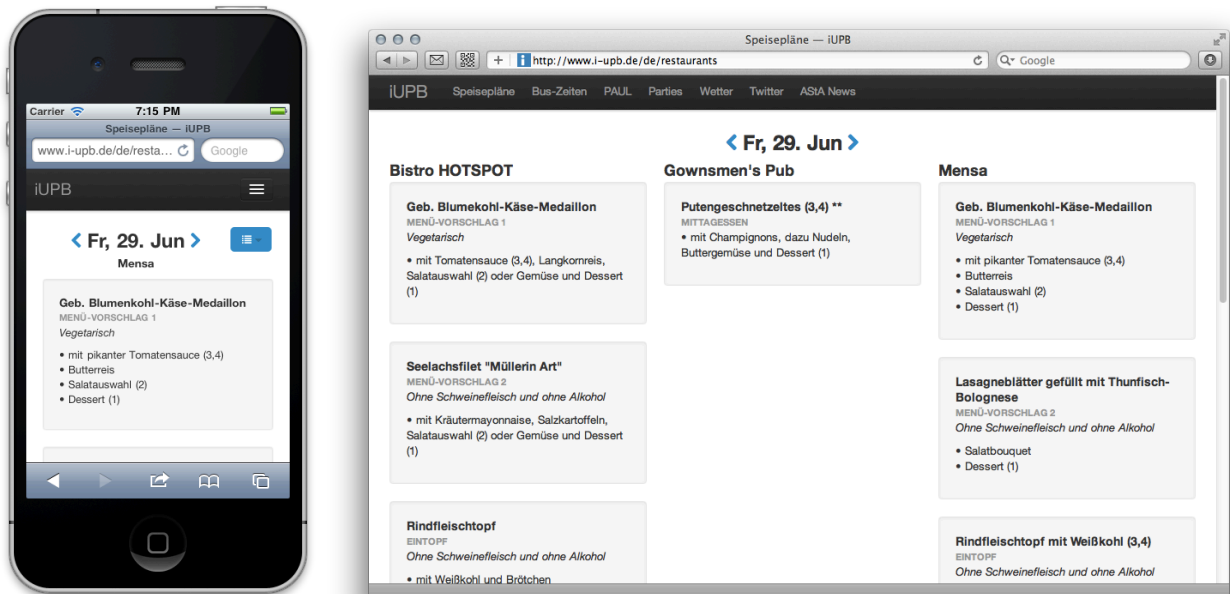 Carrier 7:15 PM
Speisepläne — iUPB
www.i-upb.de/de/resta... Google
iUPB
Fr, 29. Jun
Mensa
Geb. Blumenkohl-Käse-Medaillon
MENÜ-VORSCHLAG 1
Vegetarisch
• mit pikanter Tomatensauce (3,4)
• Butterreis
• Salatauswahl (2)
• Dessert (1)
Speisepläne — iUPB
http://www.i-upb.de/de/restaurants Google
iUPB Speisepläne Bus-Zeiten PAUL Parties Wetter Twitter AStA News
Fr, 29. Jun
Bistro HOTSPOT
Geb. Blumekohl-Käse-Medaillon
MENÜ-VORSCHLAG 1
Vegetarisch
• mit Tomatensauce (3,4), Langkornreis,
Salatauswahl (2) oder Gemüse und Dessert
(1)
Seelachsfilet "Müllerin Art"
MENÜ-VORSCHLAG 2
Ohne Schweinefleisch und ohne Alkohol
• mit Kräutermayonnaise, Salzkartoffeln,
Salatauswahl (2) oder Gemüse und Dessert
(1)
Rindfleischtopf
EINTOPF
Ohne Schweinefleisch und ohne Alkohol
• mit Weißkohl und Brötchen
Gownsmen's Pub
Putengeschnetzeltes (3,4) **
MITTAGESSEN
• mit Champignons, dazu Nudeln,
Buttergemüse und Dessert (1)
Mensa
Geb. Blumenkohl-Käse-Medaillon
MENÜ-VORSCHLAG 1
Vegetarisch
• mit pikanter Tomatensauce (3,4)
• Butterreis
• Salatauswahl (2)
• Dessert (1)
Lasagneblätter gefüllt mit Thunfisch-
Bolognese
MENÜ-VORSCHLAG 2
Ohne Schweinefleisch und ohne Alkohol
• Salatbouquet
• Dessert (1)
Rindfleischtopf mit Weißkohl (3,4)
EINTOPF
Ohne Schweinefleisch und ohne Alkohol